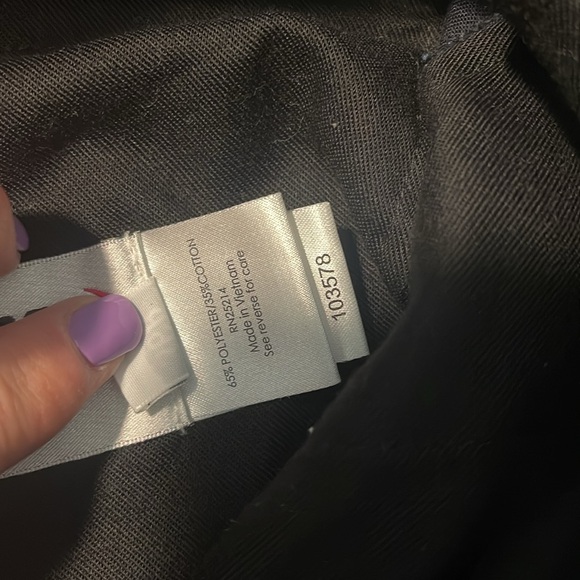 65% POLYESTER/35%COTTON
RN25214
Made in Vietnam
See reverse for care
103578